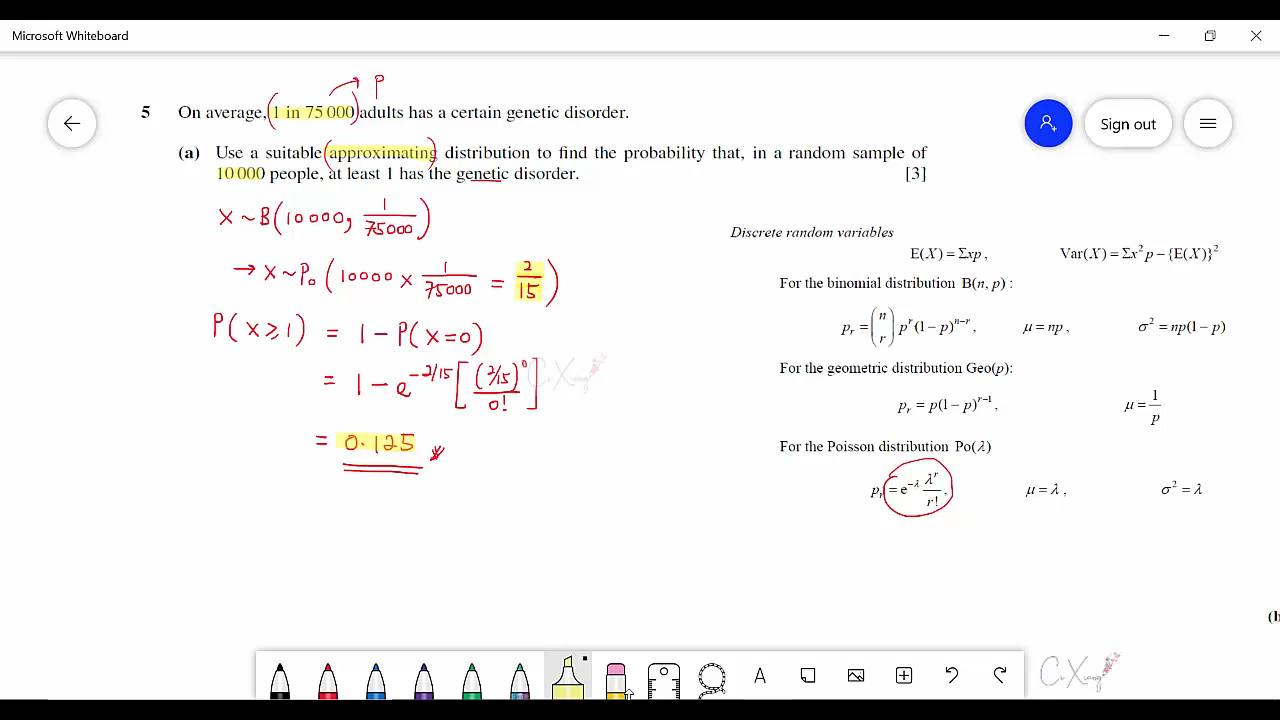 Microsoft Whiteboard
P
5 On average, (1 in 75 000) adults has a certain genetic disorder.
(a) Use a suitable (approximating) distribution to find the probability that, in a random sample of
10 000 people, at least 1 has the genetic disorder. [3]
Sign out
X ~ B(10000, 1/75000)
→ X ~ Po(10000 × 1/75000 = 2/15)
P(X ≥ 1) = 1 − P(X = 0)
= 1 − e^(−2/15) [(2/15)^0 / 0!]
= 0.125
Discrete random variables
E(X) = Σxp, Var(X) = Σx²p − {E(X)}²
For the binomial distribution B(n, p) :
p_r = (n r) p^r (1 − p)^(n−r), μ = np, σ² = np(1 − p)
For the geometric distribution Geo(p):
p_r = p(1 − p)^(r−1), μ = 1/p
For the Poisson distribution Po(λ)
p_r = e^(−λ) λ^r / r!, μ = λ, σ² = λ
(b
A